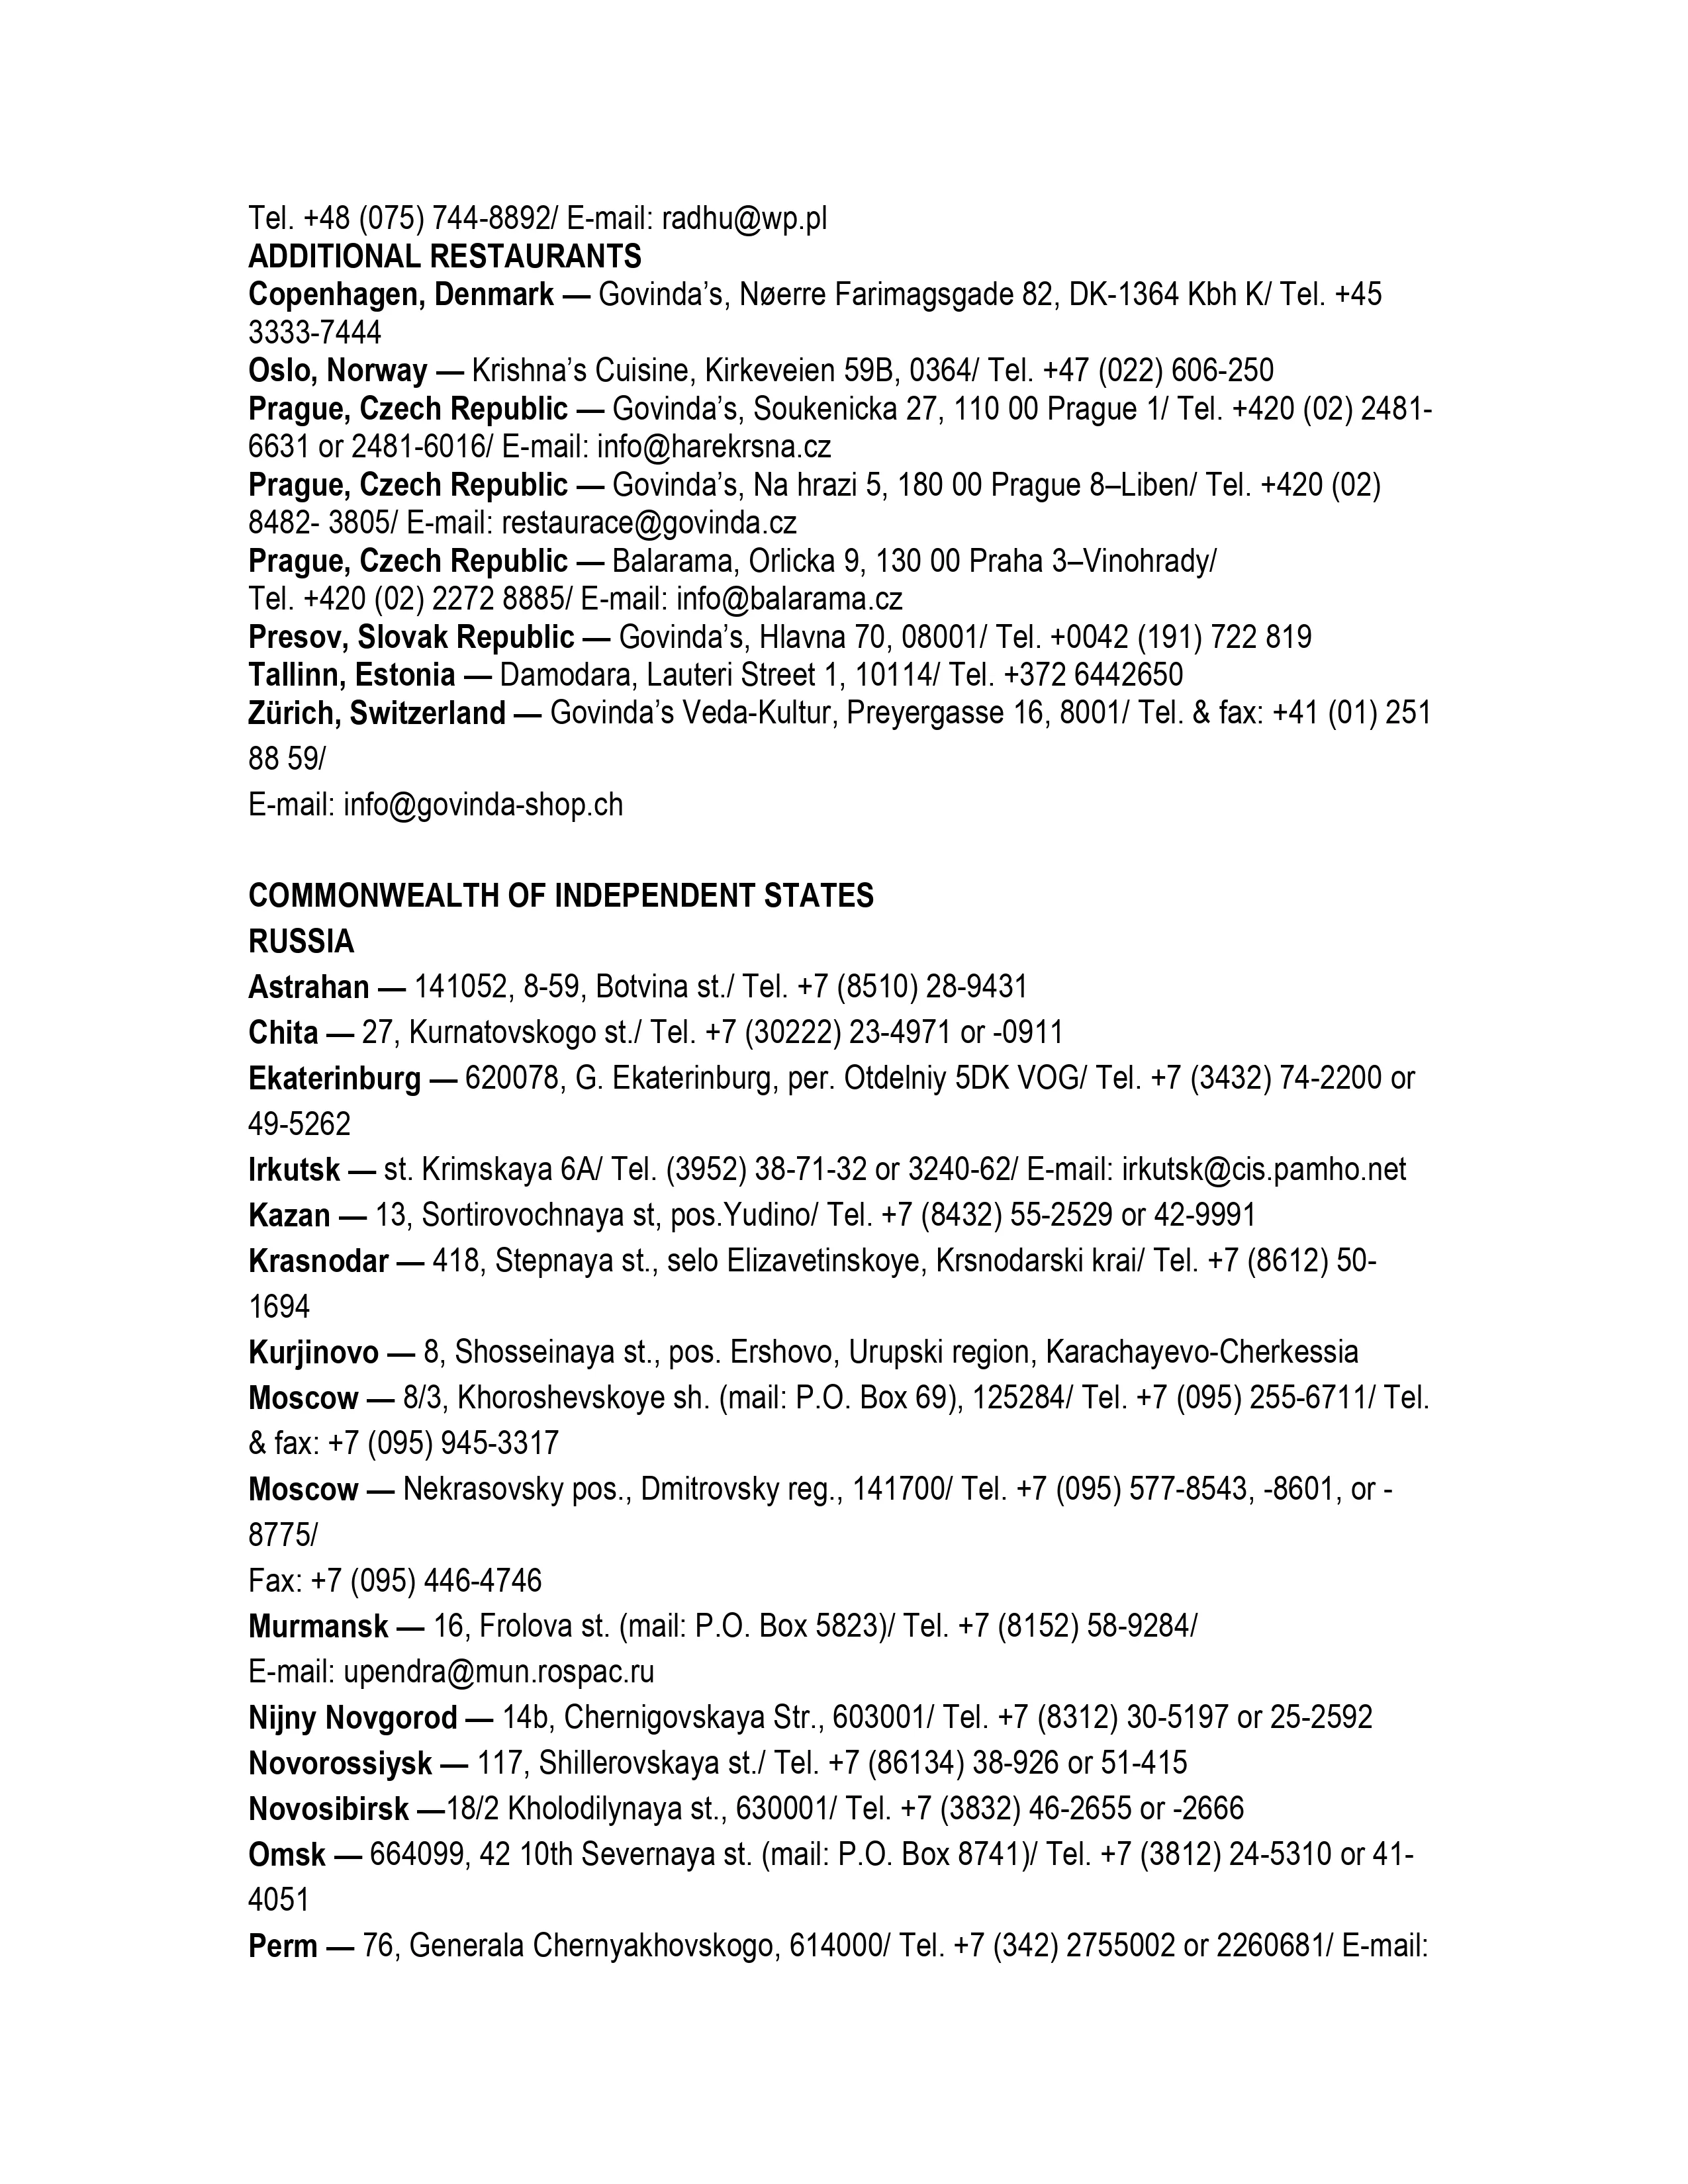 Tel. +48 (075) 744-8892/ E-mail: radhu@wp.pl
ADDITIONAL RESTAURANTS
Copenhagen, Denmark — Govinda’s, Nøerre Farimagsgade 82, DK-1364 Kbh K/ Tel. +45
3333-7444
Oslo, Norway — Krishna’s Cuisine, Kirkeveien 59B, 0364/ Tel. +47 (022) 606-250
Prague, Czech Republic — Govinda’s, Soukenicka 27, 110 00 Prague 1/ Tel. +420 (02) 2481-
6631 or 2481-6016/ E-mail: info@harekrsna.cz
Prague, Czech Republic — Govinda’s, Na hrazi 5, 180 00 Prague 8–Liben/ Tel. +420 (02)
8482- 3805/ E-mail: restaurace@govinda.cz
Prague, Czech Republic — Balarama, Orlicka 9, 130 00 Praha 3–Vinohrady/
Tel. +420 (02) 2272 8885/ E-mail: info@balarama.cz
Presov, Slovak Republic — Govinda’s, Hlavna 70, 08001/ Tel. +0042 (191) 722 819
Tallinn, Estonia — Damodara, Lauteri Street 1, 10114/ Tel. +372 6442650
Zürich, Switzerland — Govinda’s Veda-Kultur, Preyergasse 16, 8001/ Tel. & fax: +41 (01) 251
88 59/
E-mail: info@govinda-shop.ch
COMMONWEALTH OF INDEPENDENT STATES
RUSSIA
Astrahan — 141052, 8-59, Botvina st./ Tel. +7 (8510) 28-9431
Chita — 27, Kurnatovskogo st./ Tel. +7 (30222) 23-4971 or -0911
Ekaterinburg — 620078, G. Ekaterinburg, per. Otdelniy 5DK VOG/ Tel. +7 (3432) 74-2200 or
49-5262
Irkutsk — st. Krimskaya 6A/ Tel. (3952) 38-71-32 or 3240-62/ E-mail: irkutsk@cis.pamho.net
Kazan — 13, Sortirovochnaya st, pos.Yudino/ Tel. +7 (8432) 55-2529 or 42-9991
Krasnodar — 418, Stepnaya st., selo Elizavetinskoye, Krsnodarski krai/ Tel. +7 (8612) 50-
1694
Kurjinovo — 8, Shosseinaya st., pos. Ershovo, Urupski region, Karachayevo-Cherkessia
Moscow — 8/3, Khoroshevskoye sh. (mail: P.O. Box 69), 125284/ Tel. +7 (095) 255-6711/ Tel.
& fax: +7 (095) 945-3317
Moscow — Nekrasovsky pos., Dmitrovsky reg., 141700/ Tel. +7 (095) 577-8543, -8601, or -
8775/
Fax: +7 (095) 446-4746
Murmansk — 16, Frolova st. (mail: P.O. Box 5823)/ Tel. +7 (8152) 58-9284/
E-mail: upendra@mun.rospac.ru
Nijny Novgorod — 14b, Chernigovskaya Str., 603001/ Tel. +7 (8312) 30-5197 or 25-2592
Novorossiysk — 117, Shillerovskaya st./ Tel. +7 (86134) 38-926 or 51-415
Novosibirsk —18/2 Kholodilynaya st., 630001/ Tel. +7 (3832) 46-2655 or -2666
Omsk — 664099, 42 10th Severnaya st. (mail: P.O. Box 8741)/ Tel. +7 (3812) 24-5310 or 41-
4051
Perm — 76, Generala Chernyakhovskogo, 614000/ Tel. +7 (342) 2755002 or 2260681/ E-mail: